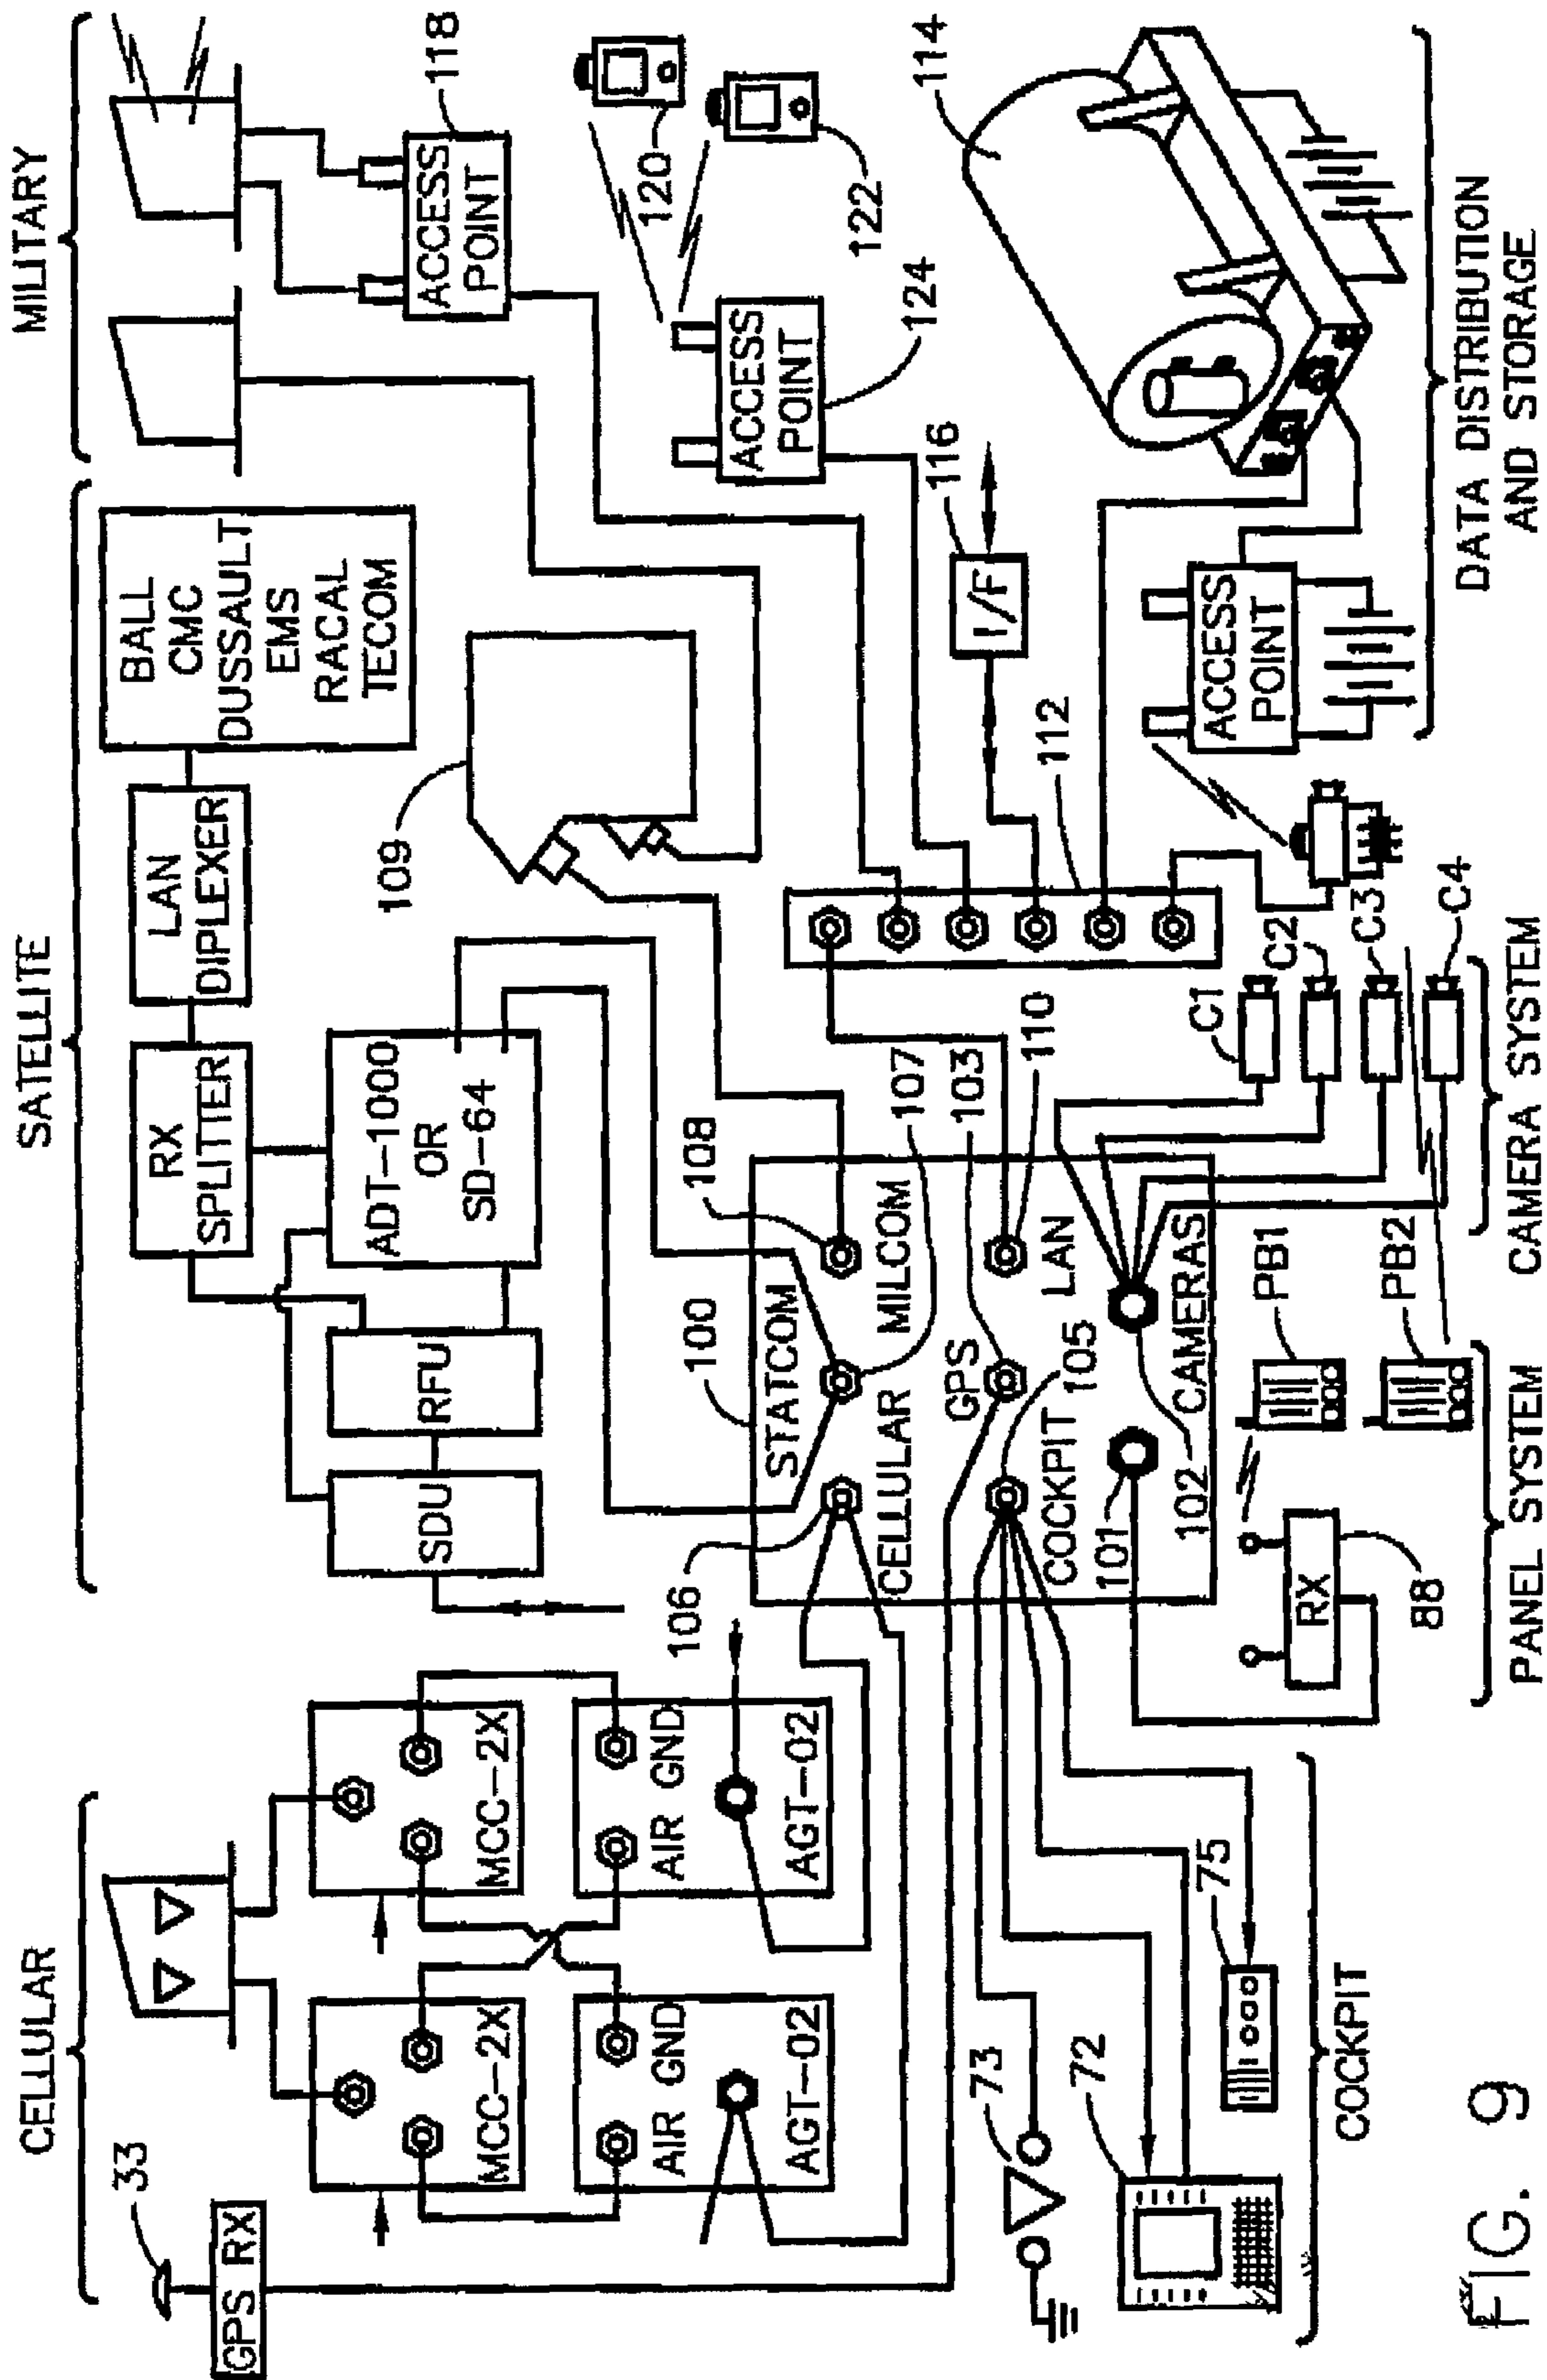 CELLULAR
SATELLITE
MILITARY
33
GPS RX
MCC-2X
MCC-2X
AIR GND
AGT-02
AIR GND
AGT-02
SDU
RFU
RX
SPLITTER
LAN
DIPLEXER
BALL
CMC
DUSSAULT
EMS
RACAL
TECOM
ADT-1000
OR
SD-64
109
ACCESS
POINT
118
120
122
ACCESS
POINT
124
116
I/F
114
112
100
106
108
107
103
110
105
101
102
STATCOM
CELLULAR
MILCOM
GPS
COCKPIT
LAN
CAMERAS
73
72
75
COCKPIT
RX
88
PB1
PB2
PANEL SYSTEM
C1
C2
C3
C4
CAMERA SYSTEM
ACCESS
POINT
DATA DISTRIBUTION
AND STORAGE
FIG. 9